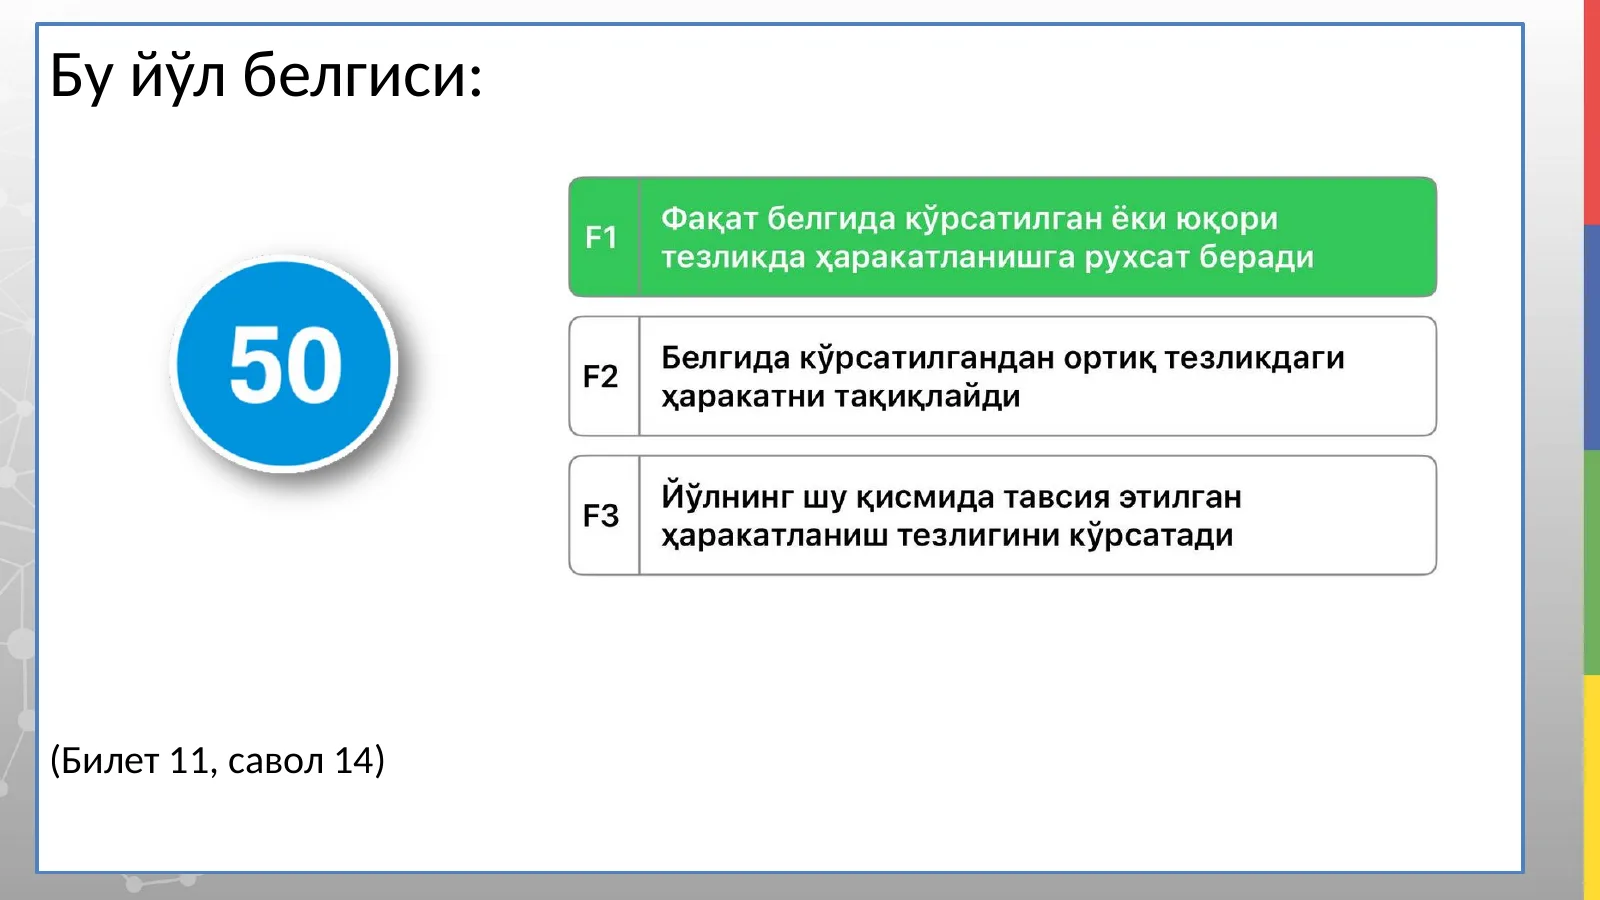 Бу йўл белгиси:
50
F1
Фақат белгида кўрсатилган ёки юқори
тезликда ҳаракатланишга рухсат беради
F2
Белгида кўрсатилгандан ортиқ тезликдаги
ҳаракатни тақиқлайди
F3
Йўлнинг шу қисмида тавсия этилган
ҳаракатланиш тезлигини кўрсатади
(Билет 11, савол 14)